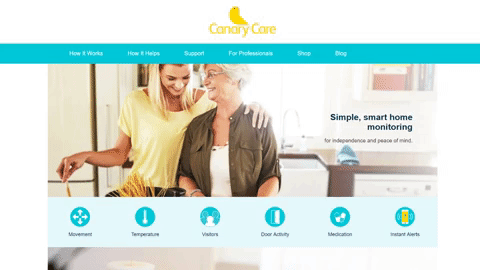 Canary Care
How It Works How It Helps Support For Professionals Shop Blog
Simple, smart home
monitoring
for independence and peace of mind.
Movement Temperature Visitors Door Activity Medication Instant Alerts